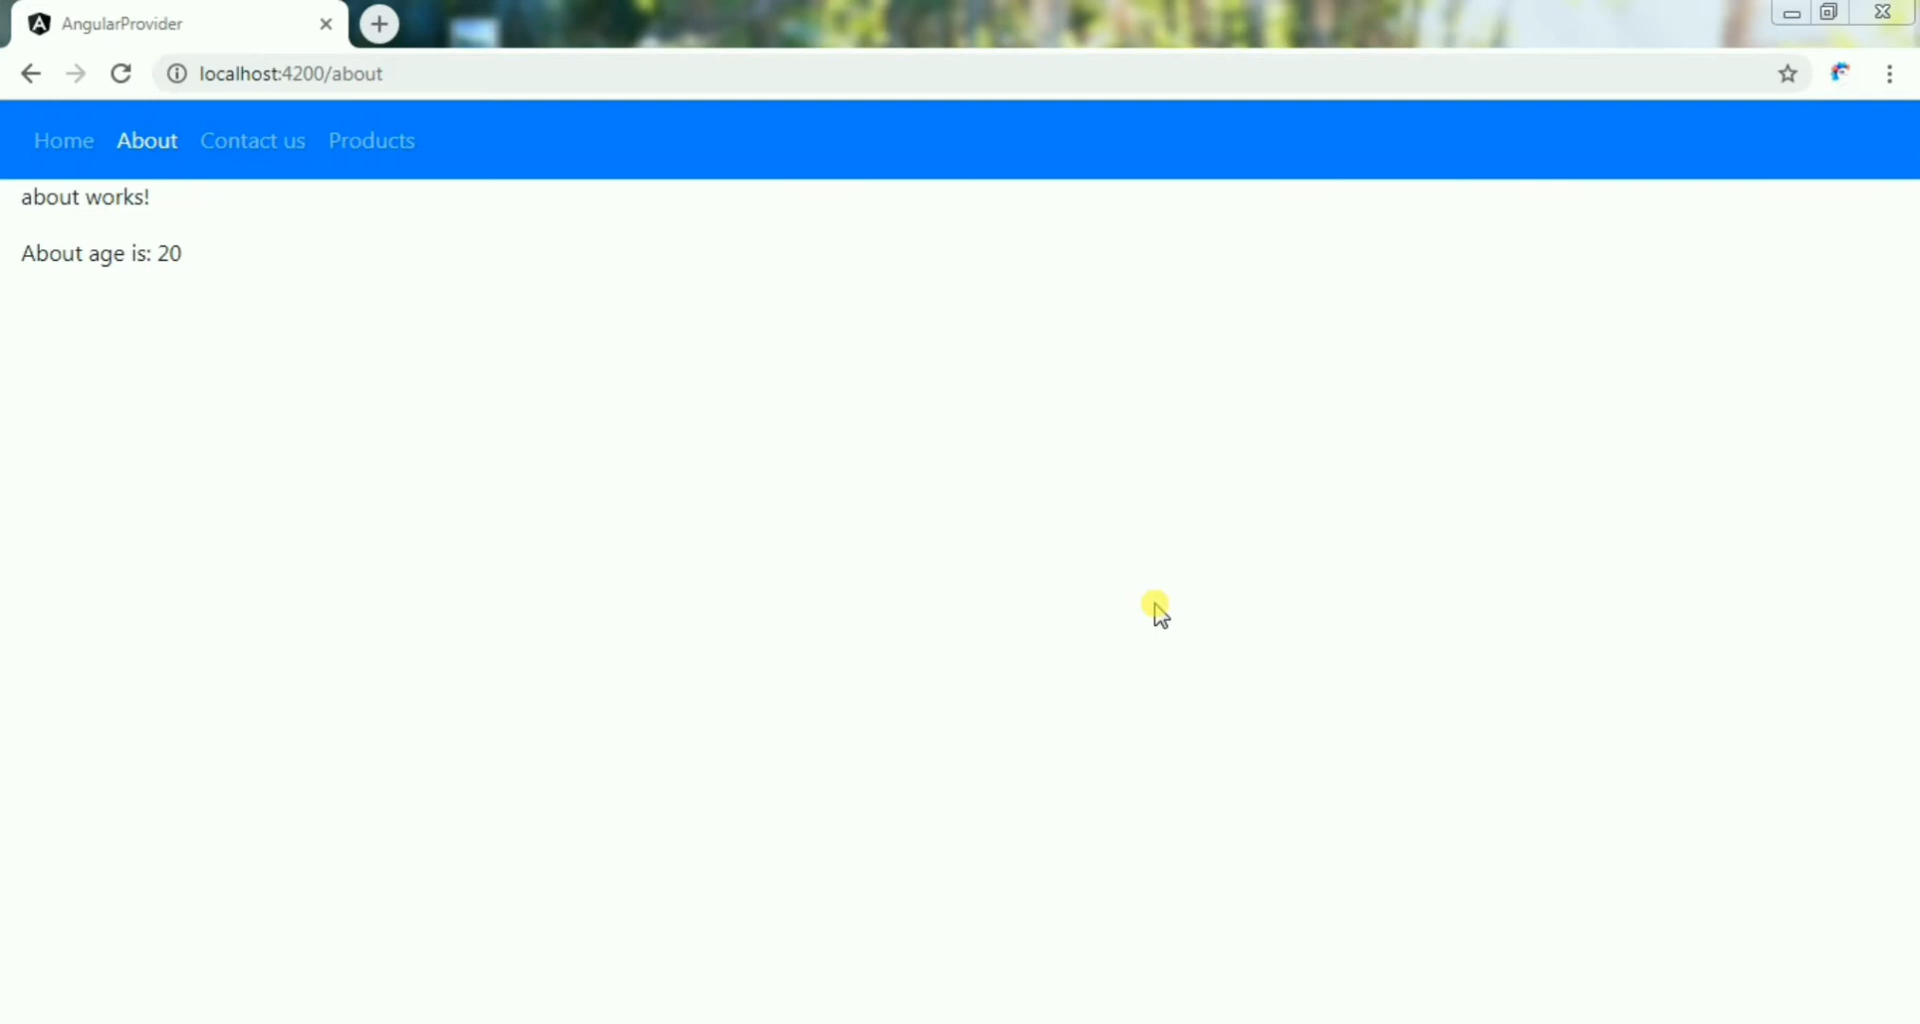 AngularProvider
localhost:4200/about
Home About Contact us Products
about works!
About age is: 20